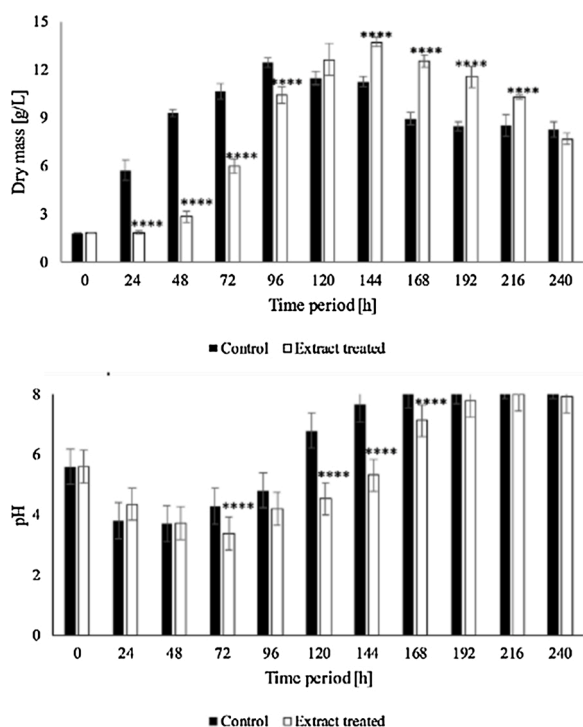 15
12
9
6
3
0
Dry mass [g/L]
**** **** **** **** **** **** **** ****
0 24 48 72 96 120 144 168 192 216 240
Time period [h]
Control Extract treated
8
6
4
2
0
pH
**** **** **** ****
0 24 48 72 96 120 144 168 192 216 240
Time period [h]
Control Extract treated